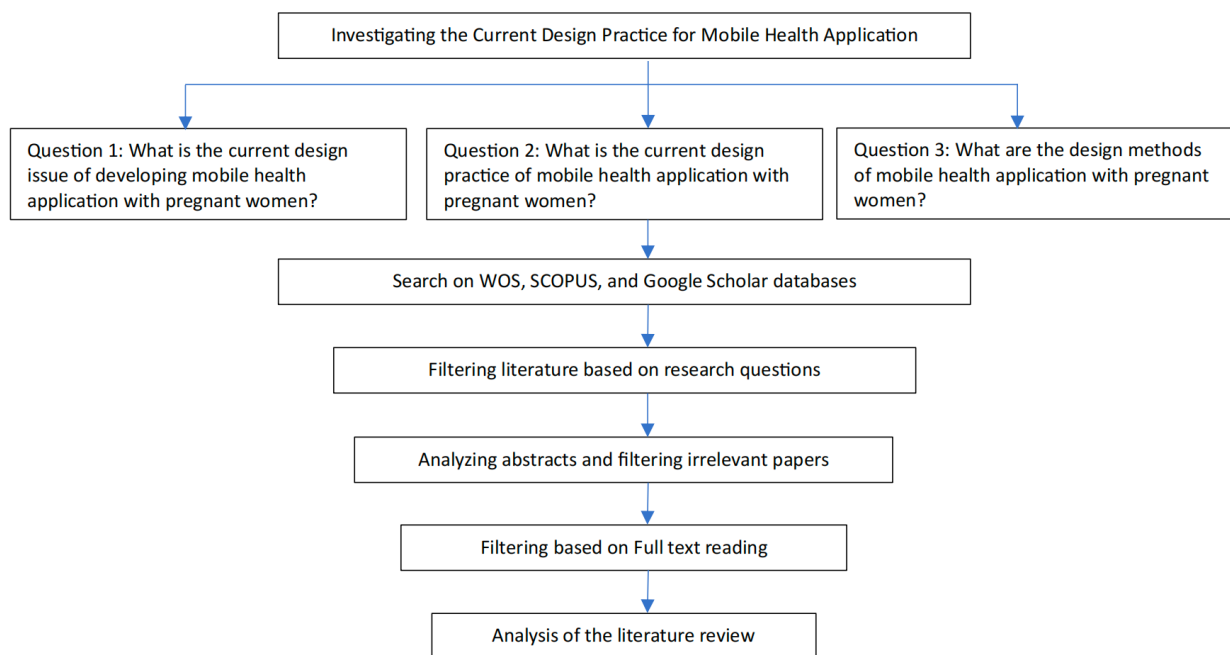 Investigating the Current Design Practice for Mobile Health Application
Question 1: What is the current design
issue of developing mobile health
application with pregnant women?
Question 2: What is the current design
practice of mobile health application with
pregnant women?
Question 3: What are the design methods
of mobile health application with pregnant
women?
Search on WOS, SCOPUS, and Google Scholar databases
Filtering literature based on research questions
Analyzing abstracts and filtering irrelevant papers
Filtering based on Full text reading
Analysis of the literature review